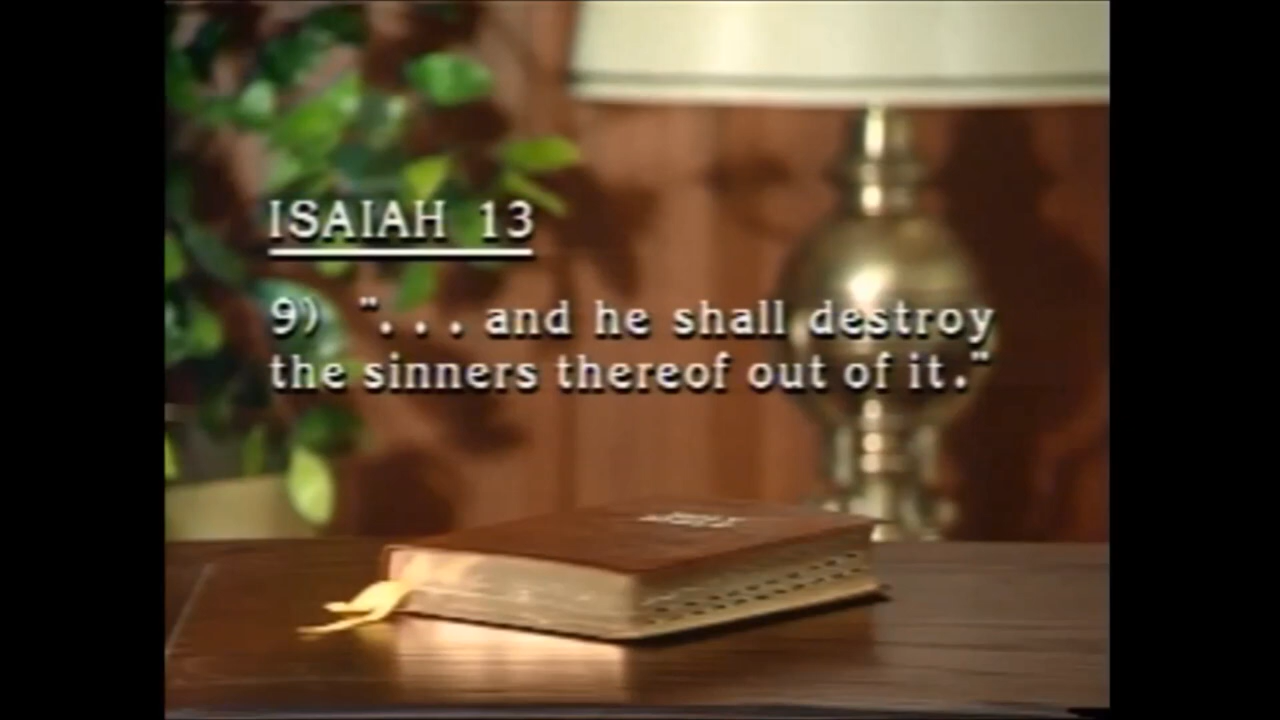 ISAIAH 13
9) ". . . and he shall destroy
the sinners thereof out of it."